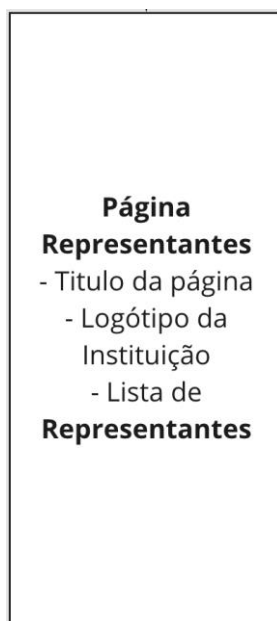 Página
Representantes
- Titulo da página
- Logótipo da
Instituição
- Lista de
Representantes